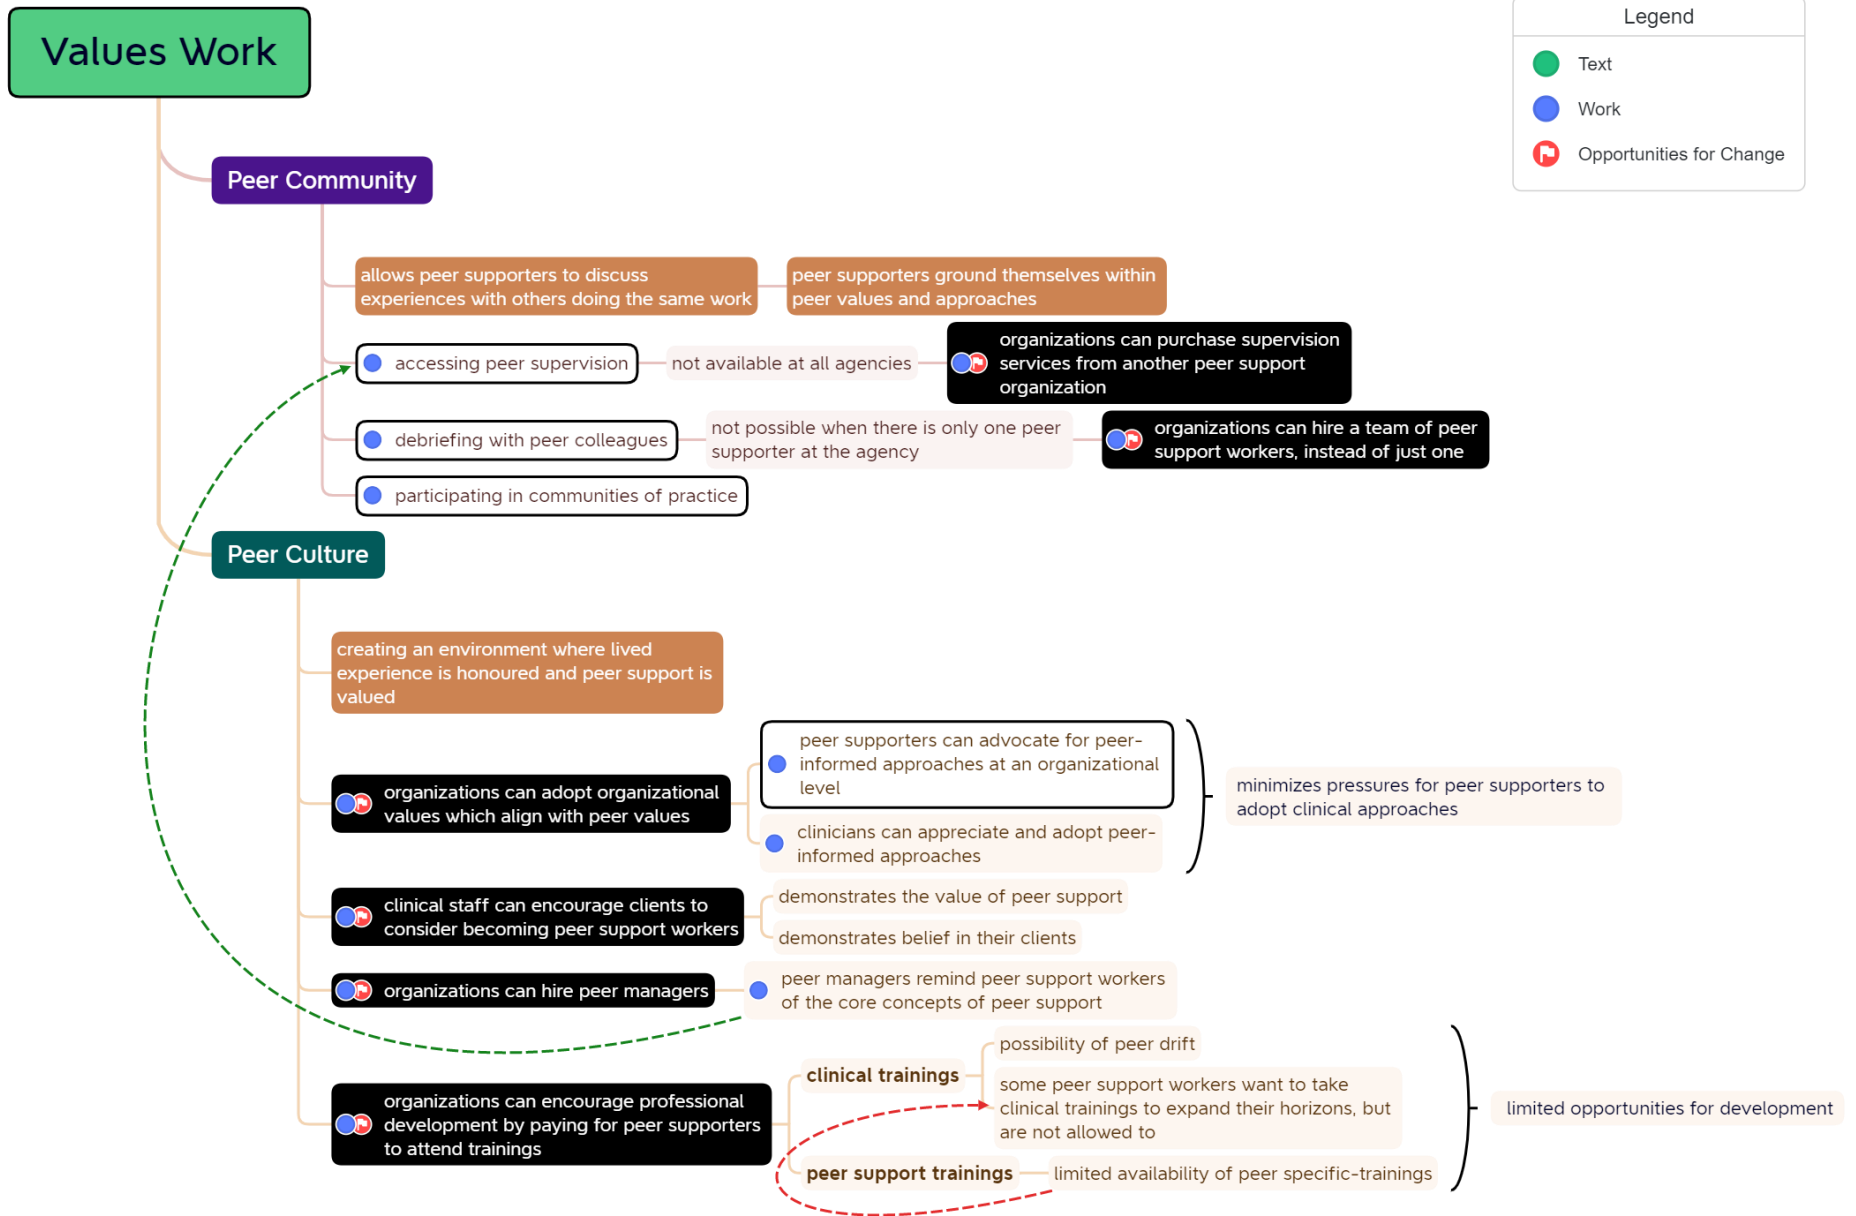 Values Work
Legend
Text
Work
Opportunities for Change
Peer Community
allows peer supporters to discuss
experiences with others doing the same work
peer supporters ground themselves within
peer values and approaches
accessing peer supervision
not available at all agencies
organizations can purchase supervision
services from another peer support
organization
debriefing with peer colleagues
not possible when there is only one peer
supporter at the agency
organizations can hire a team of peer
support workers, instead of just one
participating in communities of practice
Peer Culture
creating an environment where lived
experience is honoured and peer support is
valued
organizations can adopt organizational
values which align with peer values
peer supporters can advocate for peer-
informed approaches at an organizational
level
clinicians can appreciate and adopt peer-
informed approaches
minimizes pressures for peer supporters to
adopt clinical approaches
clinical staff can encourage clients to
consider becoming peer support workers
demonstrates the value of peer support
demonstrates belief in their clients
organizations can hire peer managers
peer managers remind peer support workers
of the core concepts of peer support
organizations can encourage professional
development by paying for peer supporters
to attend trainings
clinical trainings
possibility of peer drift
some peer support workers want to take
clinical trainings to expand their horizons, but
are not allowed to
peer support trainings
limited availability of peer specific-trainings
limited opportunities for development